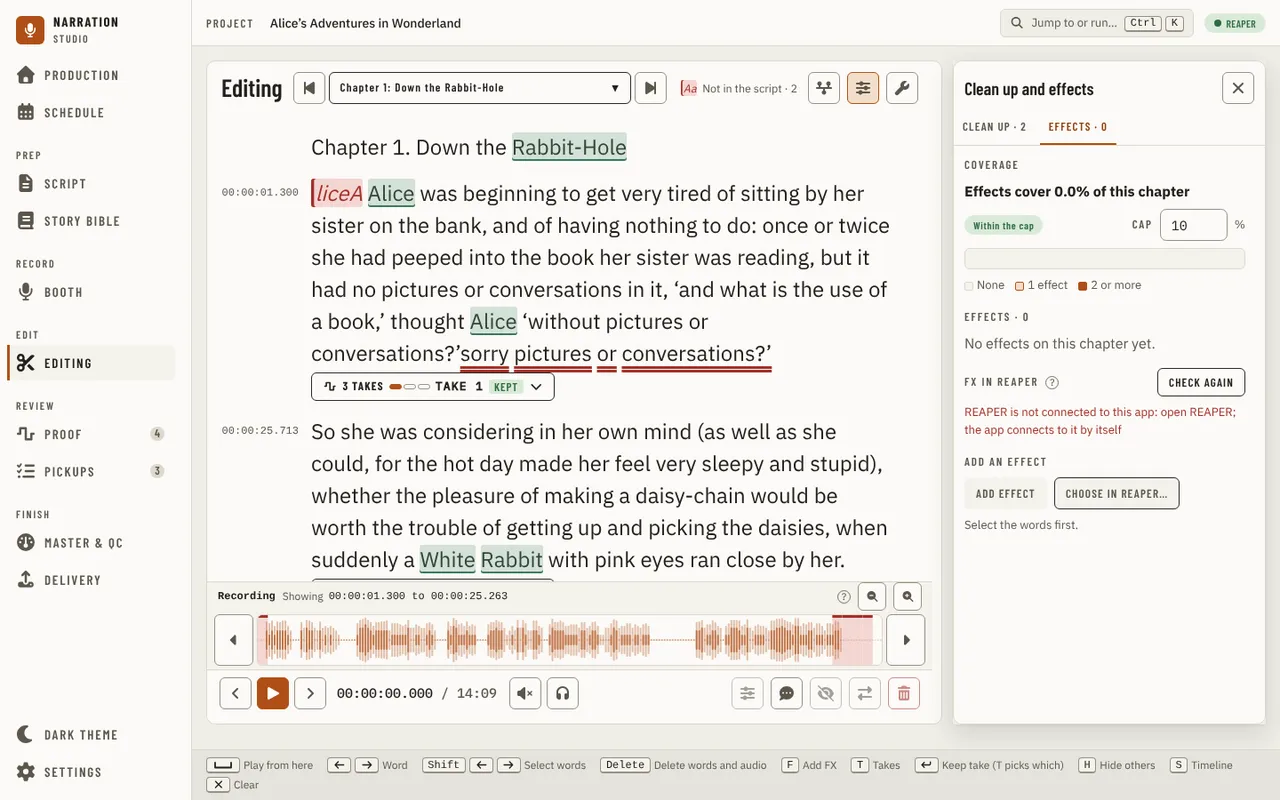 NARRATION
STUDIO
PRODUCTION
SCHEDULE
PREP
SCRIPT
STORY BIBLE
RECORD
BOOTH
EDIT
EDITING
REVIEW
PROOF 4
PICKUPS 3
FINISH
MASTER & QC
DELIVERY
DARK THEME
SETTINGS
PROJECT Alice’s Adventures in Wonderland
Jump to or run… Ctrl K
REAPER
Editing
Chapter 1: Down the Rabbit-Hole ▼
Aa Not in the script · 2
Chapter 1. Down the Rabbit-Hole
00:00:01.300 liceA Alice was beginning to get very tired of sitting by her
sister on the bank, and of having nothing to do: once or twice
she had peeped into the book her sister was reading, but it
had no pictures or conversations in it, ‘and what is the use of
a book,’ thought Alice ‘without pictures or
conversations?’sorry pictures or conversations?’
3 TAKES TAKE 1 KEPT
00:00:25.713 So she was considering in her own mind (as well as she
could, for the hot day made her feel very sleepy and stupid),
whether the pleasure of making a daisy-chain would be
worth the trouble of getting up and picking the daisies, when
suddenly a White Rabbit with pink eyes ran close by her.
Recording Showing 00:00:01.300 to 00:00:25.263 ?
00:00:00.000 / 14:09
Clean up and effects
CLEAN UP · 2 EFFECTS · 0
COVERAGE
Effects cover 0.0% of this chapter
Within the cap CAP 10 %
None 1 effect 2 or more
EFFECTS · 0
No effects on this chapter yet.
FX IN REAPER ? CHECK AGAIN
REAPER is not connected to this app: open REAPER;
the app connects to it by itself
ADD AN EFFECT
ADD EFFECT CHOOSE IN REAPER…
Select the words first.
Play from here ← → Word Shift ← → Select words Delete Delete words and audio F Add FX T Takes ↵ Keep take (T picks which) H Hide others S Timeline
✕ Clear